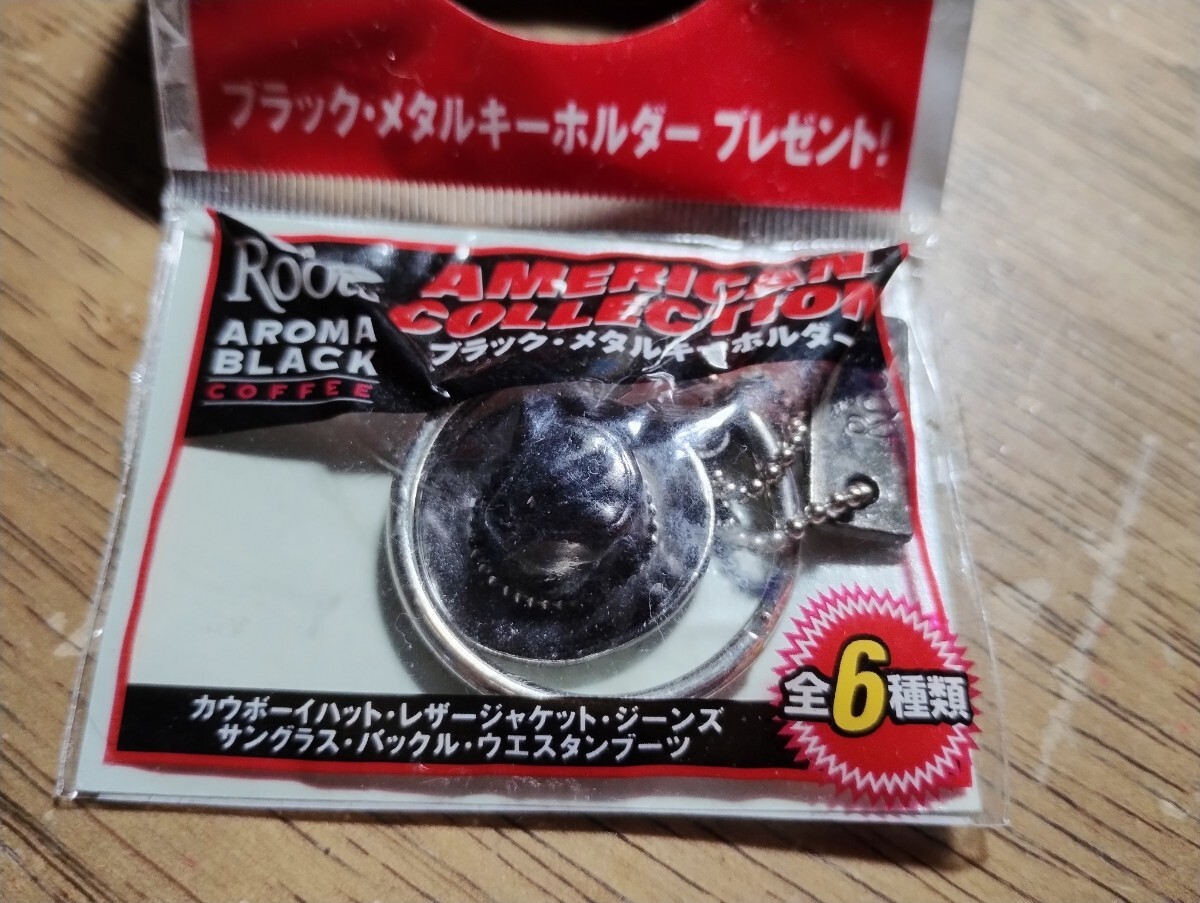 ブラック・メタルキーホルダー プレゼント!
AMERICAN
COLLECTION
ブラック・メタルキーホルダー
AROMA
BLACK
COFFEE
全6種類
カウボーイハット・レザージャケット・ジーンズ
サングラス・バックル・ウエスタンブーツ